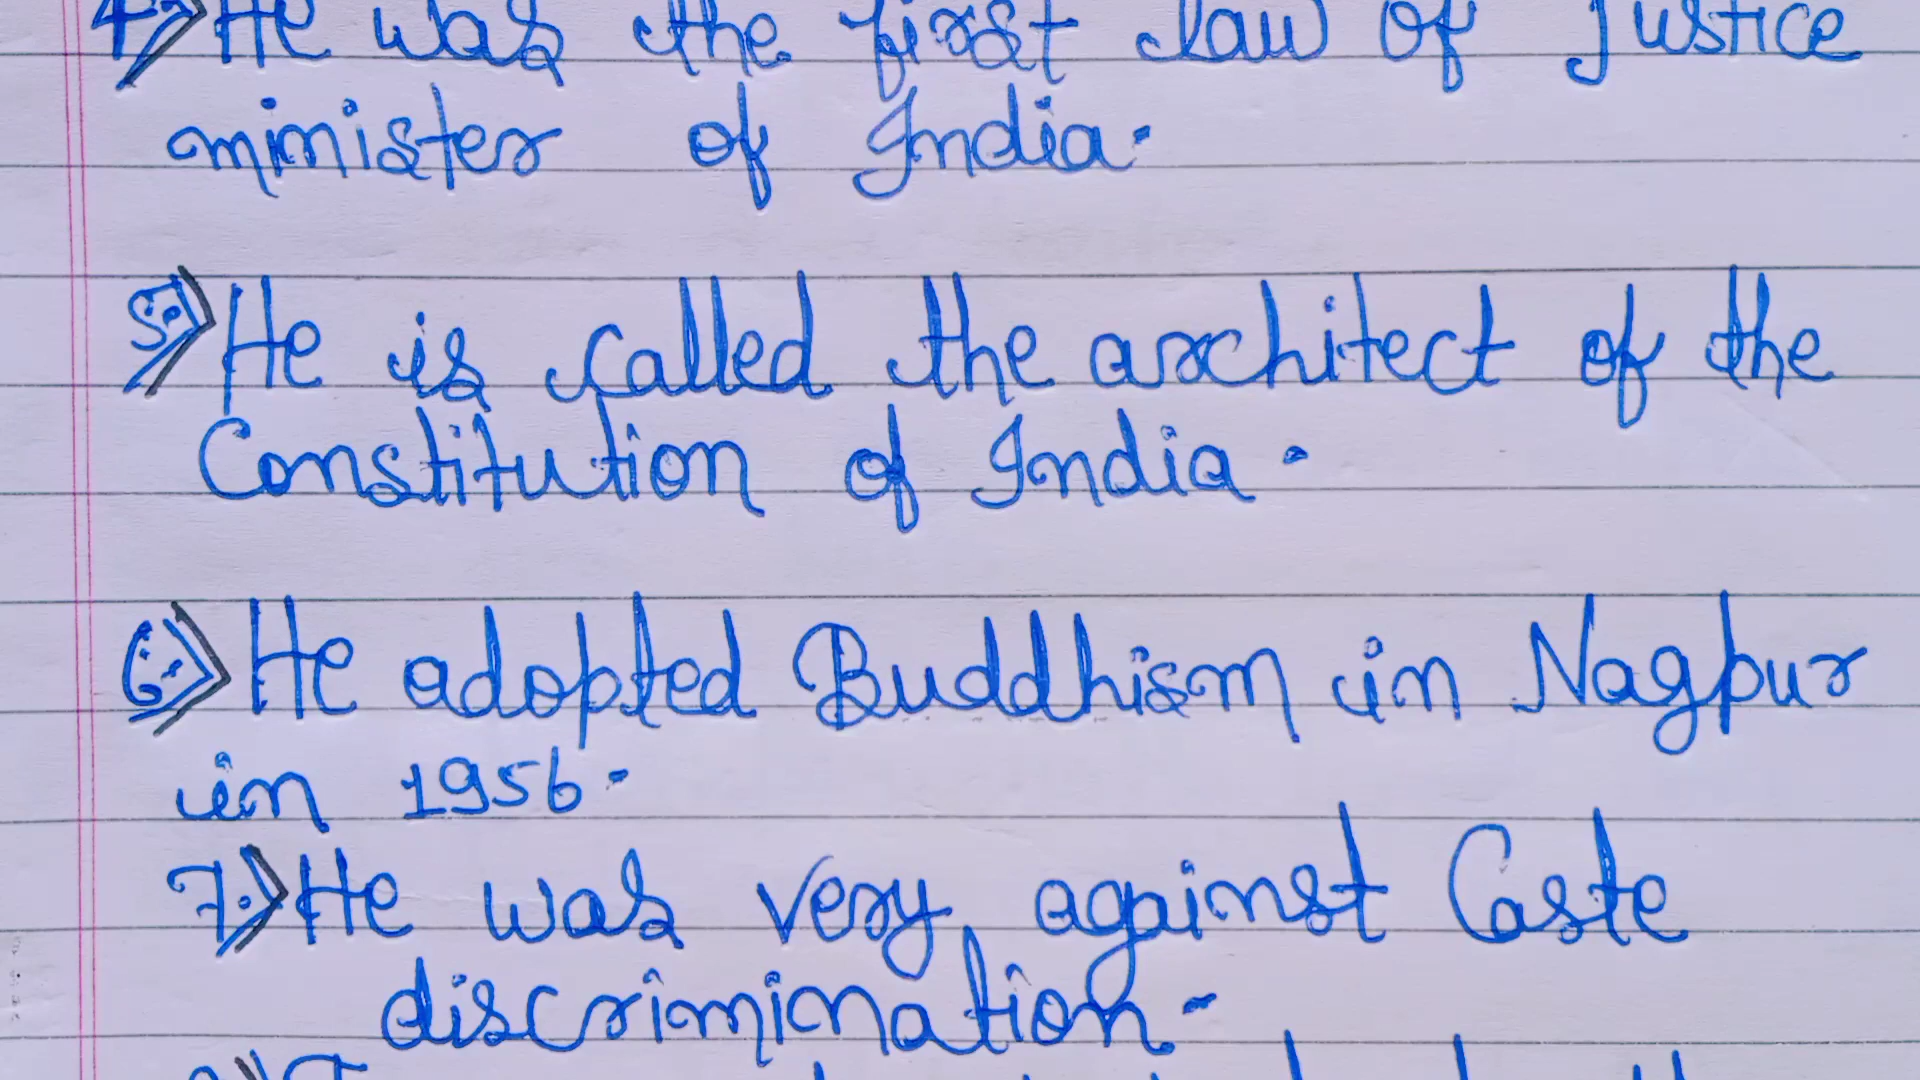 4.> He was the first law of Justice
minister of India.
5.> He is called the architect of the
Constitution of India.
6.> He adopted Buddhism in Nagpur
in 1956.
7.> He was very against Caste
discrimination.